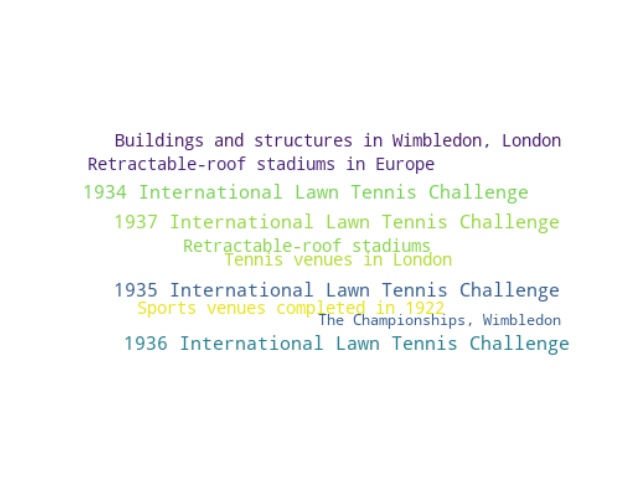 Buildings and structures in Wimbledon, London
Retractable-roof stadiums in Europe
1934 International Lawn Tennis Challenge
1937 International Lawn Tennis Challenge
Retractable-roof stadiums
Tennis venues in London
1935 International Lawn Tennis Challenge
Sports venues completed in 1922
The Championships, Wimbledon
1936 International Lawn Tennis Challenge